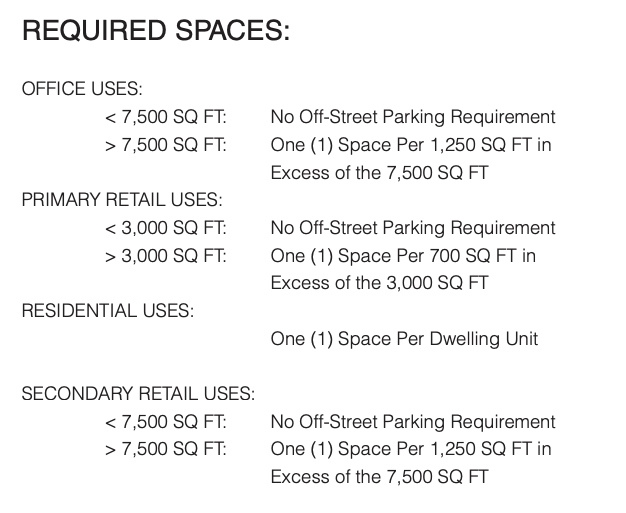 REQUIRED SPACES:
OFFICE USES:
< 7,500 SQ FT: No Off-Street Parking Requirement
> 7,500 SQ FT: One (1) Space Per 1,250 SQ FT in
Excess of the 7,500 SQ FT
PRIMARY RETAIL USES:
< 3,000 SQ FT: No Off-Street Parking Requirement
> 3,000 SQ FT: One (1) Space Per 700 SQ FT in
Excess of the 3,000 SQ FT
RESIDENTIAL USES:
One (1) Space Per Dwelling Unit
SECONDARY RETAIL USES:
< 7,500 SQ FT: No Off-Street Parking Requirement
> 7,500 SQ FT: One (1) Space Per 1,250 SQ FT in
Excess of the 7,500 SQ FT